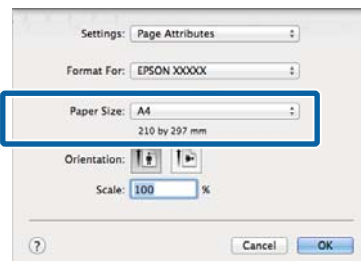 Settings: Page Attributes
Format For: EPSON XXXXX
Paper Size: A4
210 by 297 mm
Orientation:
Scale: 100 %
? Cancel OK